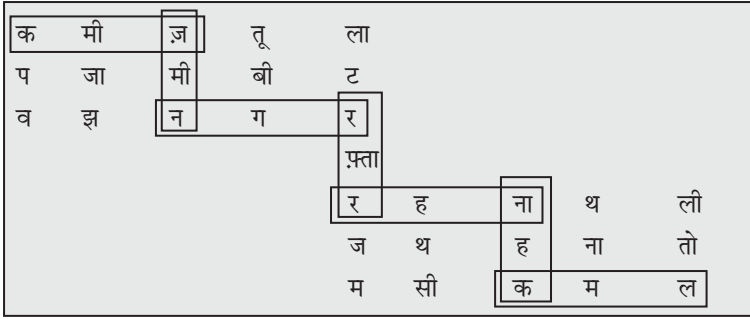 क मी ज़ तू ला
प जा मी बी ट
व झ न ग र
फ़्ता
र ह ना थ ली
ज थ ह ना तो
म सी क म ल